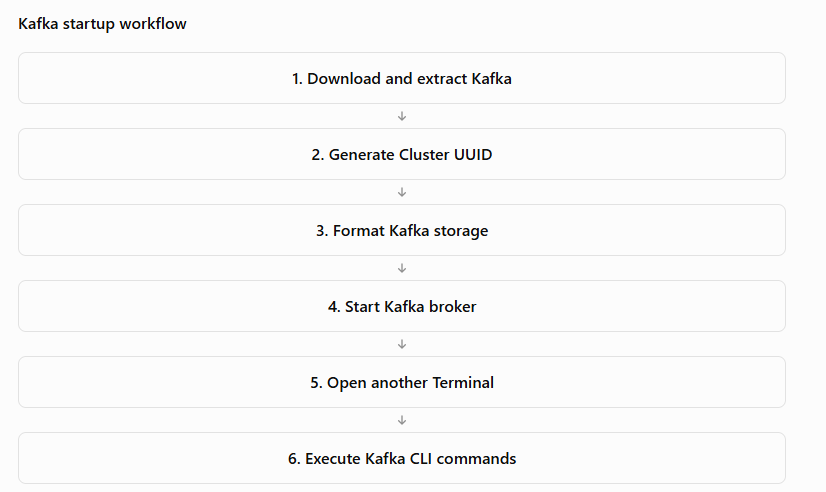 Kafka startup workflow
1. Download and extract Kafka
2. Generate Cluster UUID
3. Format Kafka storage
4. Start Kafka broker
5. Open another Terminal
6. Execute Kafka CLI commands